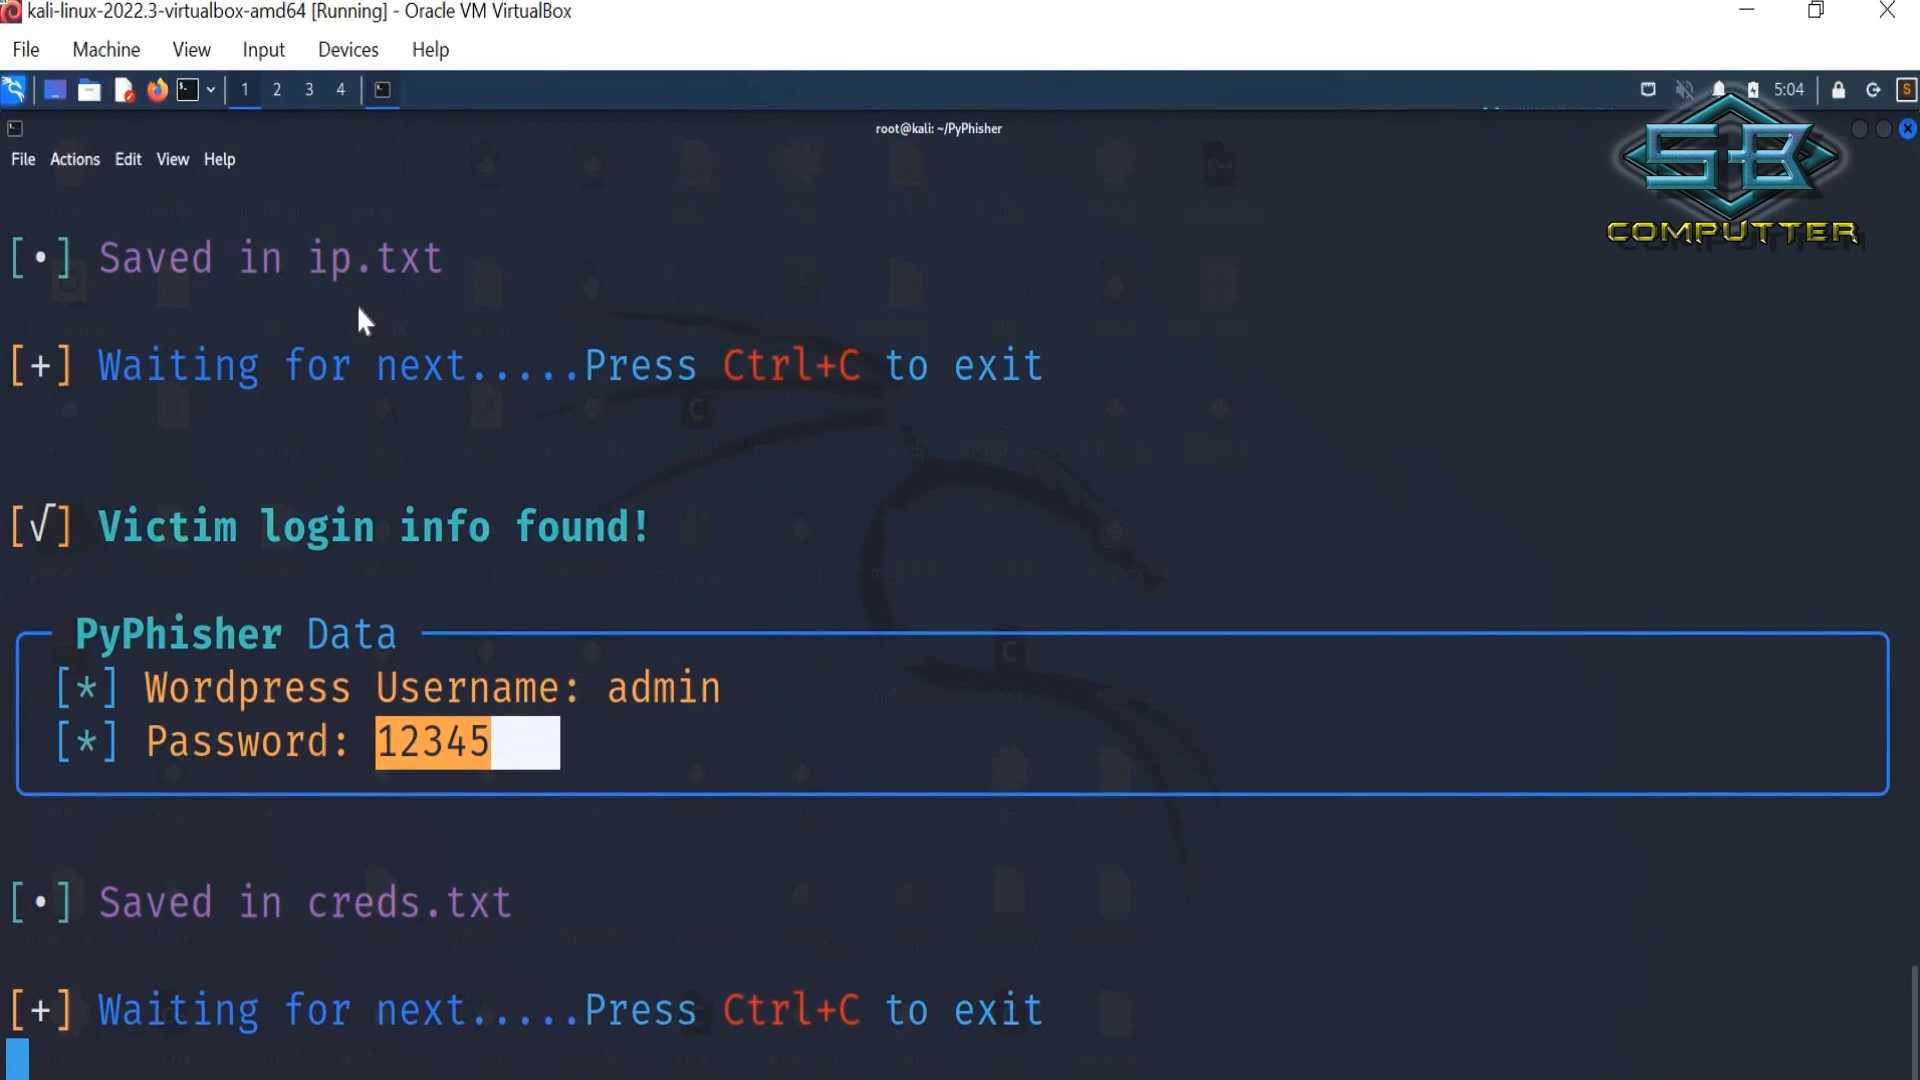 kali-linux-2022.3-virtualbox-amd64 [Running] - Oracle VM VirtualBox
File Machine View Input Devices Help
1 2 3 4 5:04 S
root@kali: ~/PyPhisher
File Actions Edit View Help
SB
COMPUTTER
[•] Saved in ip.txt
[+] Waiting for next.....Press Ctrl+C to exit
[√] Victim login info found!
PyPhisher Data
[*] Wordpress Username: admin
[*] Password: 12345
[•] Saved in creds.txt
[+] Waiting for next.....Press Ctrl+C to exit